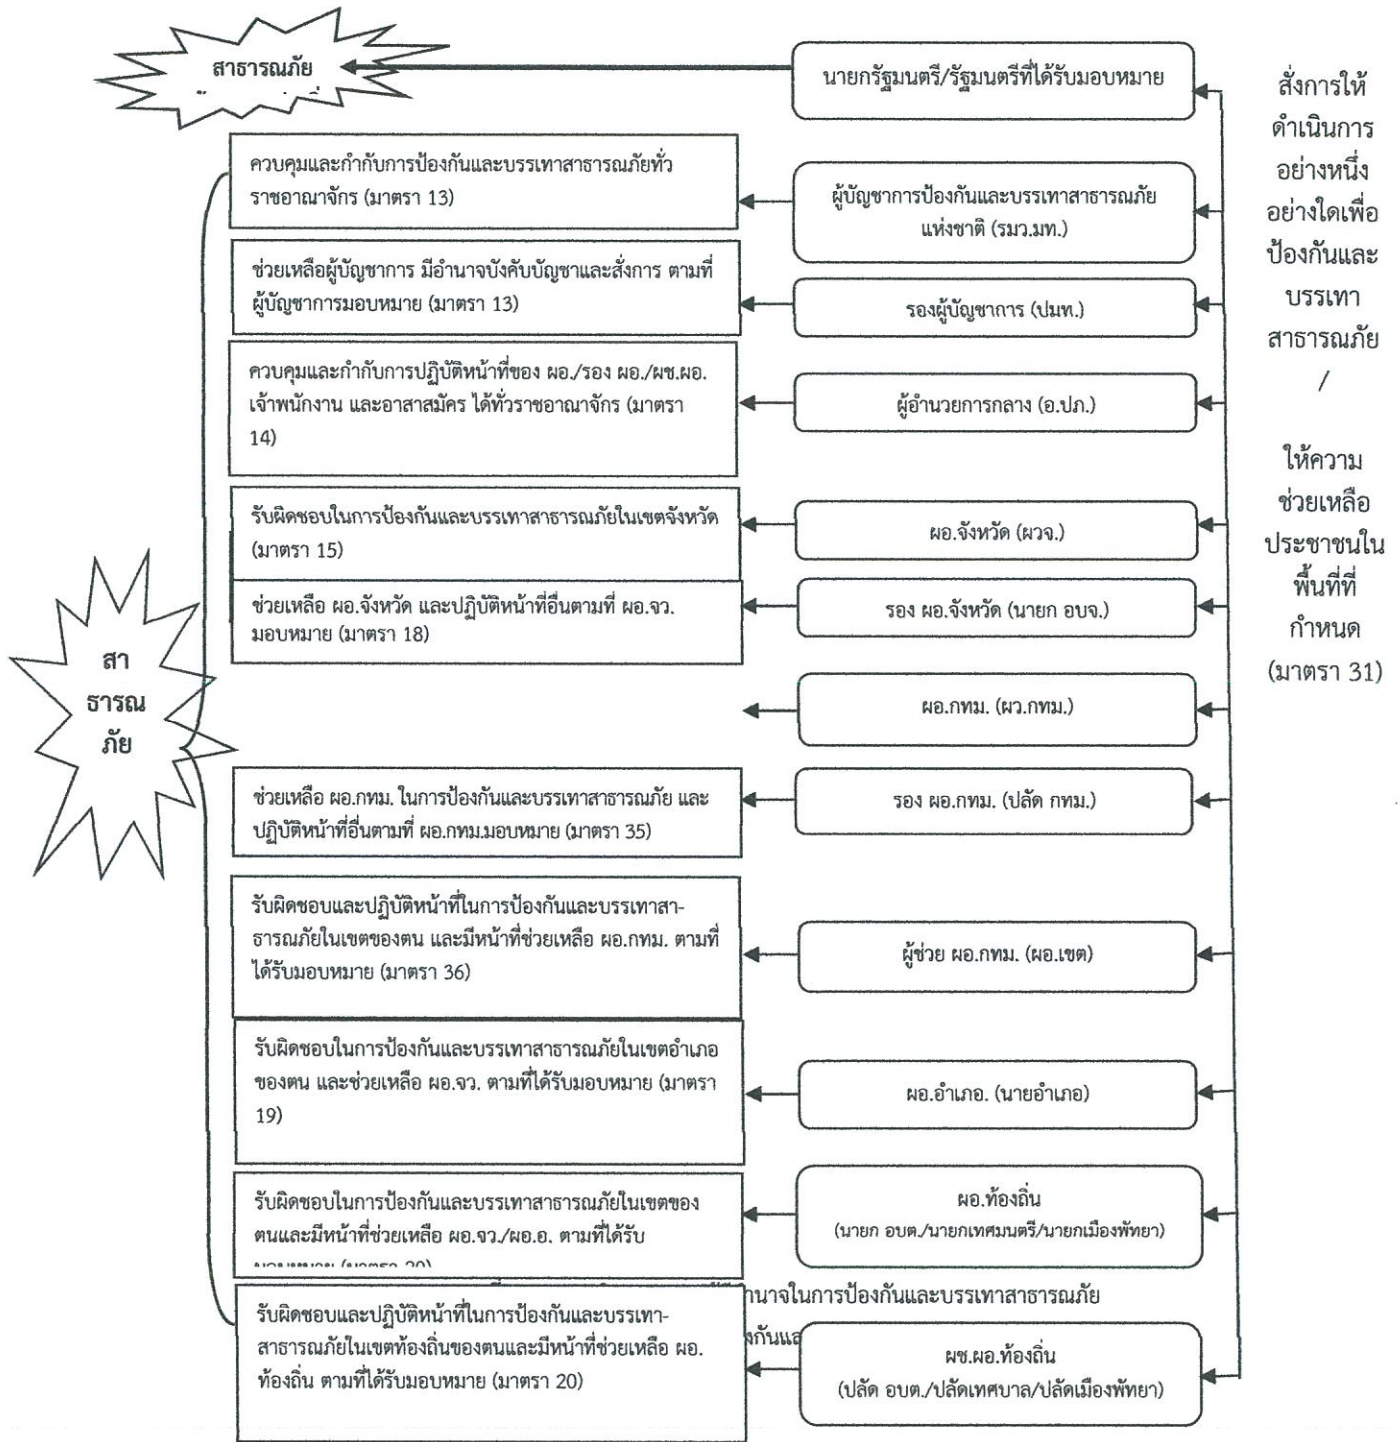 สาธารณภัย
นายกรัฐมนตรี/รัฐมนตรีที่ได้รับมอบหมาย
สั่งการให้
ดำเนินการ
อย่างหนึ่ง
อย่างใดเพื่อ
ป้องกันและ
บรรเทา
สาธารณภัย
/
ให้ความ
ช่วยเหลือ
ประชาชนใน
พื้นที่ที่
กำหนด
(มาตรา 31)
ควบคุมและกำกับการป้องกันและบรรเทาสาธารณภัยทั่ว
ราชอาณาจักร (มาตรา 13)
ผู้บัญชาการป้องกันและบรรเทาสาธารณภัย
แห่งชาติ (รมว.มท.)
ช่วยเหลือผู้บัญชาการ มีอำนาจบังคับบัญชาและสั่งการ ตามที่
ผู้บัญชาการมอบหมาย (มาตรา 13)
รองผู้บัญชาการ (ปมท.)
ควบคุมและกำกับการปฏิบัติหน้าที่ของ ผอ./รอง ผอ./ผช.ผอ.
เจ้าพนักงาน และอาสาสมัคร ได้ทั่วราชอาณาจักร (มาตรา
14)
ผู้อำนวยการกลาง (อ.ปภ.)
รับผิดชอบในการป้องกันและบรรเทาสาธารณภัยในเขตจังหวัด
(มาตรา 15)
ผอ.จังหวัด (ผวจ.)
ช่วยเหลือ ผอ.จังหวัด และปฏิบัติหน้าที่อื่นตามที่ ผอ.จว.
มอบหมาย (มาตรา 18)
รอง ผอ.จังหวัด (นายก อบจ.)
สา
ธารณ
ภัย
ผอ.กทม. (ผว.กทม.)
ช่วยเหลือ ผอ.กทม. ในการป้องกันและบรรเทาสาธารณภัย และ
ปฏิบัติหน้าที่อื่นตามที่ ผอ.กทม.มอบหมาย (มาตรา 35)
รอง ผอ.กทม. (ปลัด กทม.)
รับผิดชอบและปฏิบัติหน้าที่ในการป้องกันและบรรเทาสา-
ธารณภัยในเขตของตน และมีหน้าที่ช่วยเหลือ ผอ.กทม. ตามที่
ได้รับมอบหมาย (มาตรา 36)
ผู้ช่วย ผอ.กทม. (ผอ.เขต)
รับผิดชอบในการป้องกันและบรรเทาสาธารณภัยในเขตอำเภอ
ของตน และช่วยเหลือ ผอ.จว. ตามที่ได้รับมอบหมาย (มาตรา
19)
ผอ.อำเภอ. (นายอำเภอ)
รับผิดชอบในการป้องกันและบรรเทาสาธารณภัยในเขตของ
ตนและมีหน้าที่ช่วยเหลือ ผอ.จว./ผอ.อ. ตามที่ได้รับ
ผอ.ท้องถิ่น
(นายก อบต./นายกเทศมนตรี/นายกเมืองพัทยา)
นาจในการป้องกันและบรรเทาสาธารณภัย
รับผิดชอบและปฏิบัติหน้าที่ในการป้องกันและบรรเทา-
สาธารณภัยในเขตท้องถิ่นของตนและมีหน้าที่ช่วยเหลือ ผอ.
ท้องถิ่น ตามที่ได้รับมอบหมาย (มาตรา 20)
ผช.ผอ.ท้องถิ่น
(ปลัด อบต./ปลัดเทศบาล/ปลัดเมืองพัทยา)